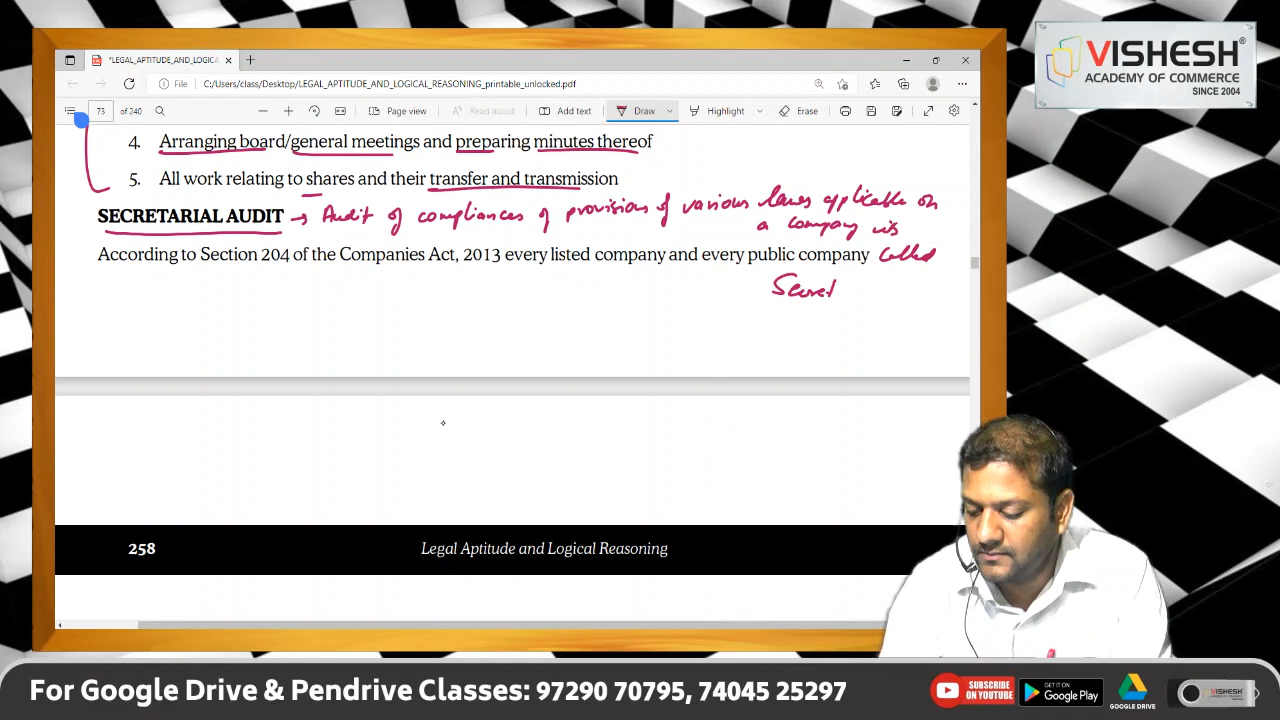 VISHESH®
ACADEMY OF COMMERCE
SINCE 2004
*LEGAL_APTITUDE_AND_LOGICA
File
C:/Users/class/Desktop/LEGAL_APTITUDE_AND_LOGICAL_REASONING_printable_unlocked.pdf
73 of 240
Page view
Read aloud
Add text
Draw
Highlight
Erase
4. Arranging board/general meetings and preparing minutes thereof
5. All work relating to shares and their transfer and transmission
SECRETARIAL AUDIT → Audit of compliances of provisions of various laws applicable on
a company is
According to Section 204 of the Companies Act, 2013 every listed company and every public company called
Secret
258
Legal Aptitude and Logical Reasoning
For Google Drive & Pendrive Classes: 97290 70795, 74045 25297
SUBSCRIBE
ON YOUTUBE
GET IT ON
Google Play
GOOGLE DRIVE
VISHESH